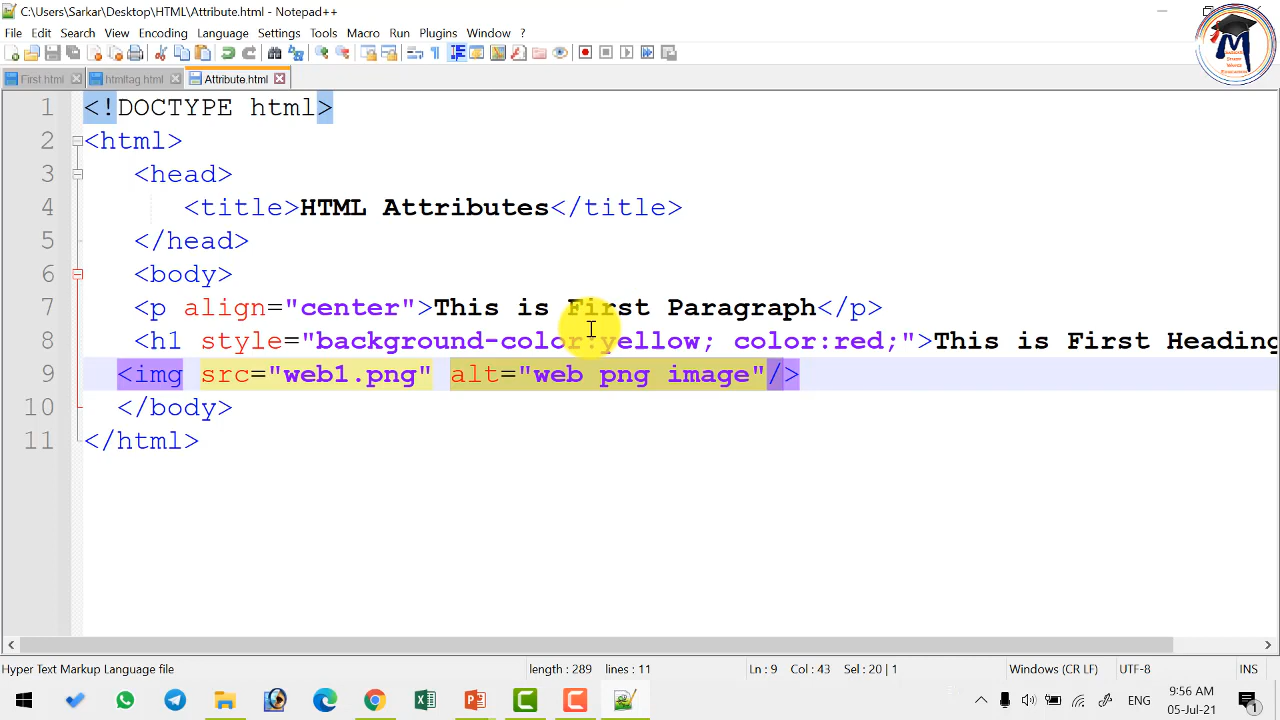 C:\Users\Sarkar\Desktop\HTML\Attribute.html - Notepad++
File Edit Search View Encoding Language Settings Tools Macro Run Plugins Window ?
First.html htmltag.html Attribute.html
1 <!DOCTYPE html>
2 <html>
3 <head>
4 <title>HTML Attributes</title>
5 </head>
6 <body>
7 <p align="center">This is First Paragraph</p>
8 <h1 style="background-color:yellow; color:red;">This is First Heading
9 <img src="web1.png" alt="web png image"/>
10 </body>
11 </html>
Hyper Text Markup Language file length : 289 lines : 11 Ln : 9 Col : 43 Sel : 20 | 1 Windows (CR LF) UTF-8 INS
ENG 9:56 AM
05-Jul-21